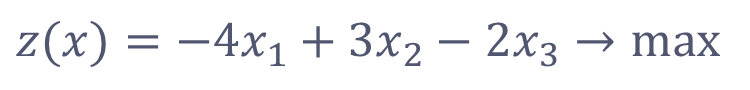 z(x) = −4x₁ + 3x₂ − 2x₃ → max